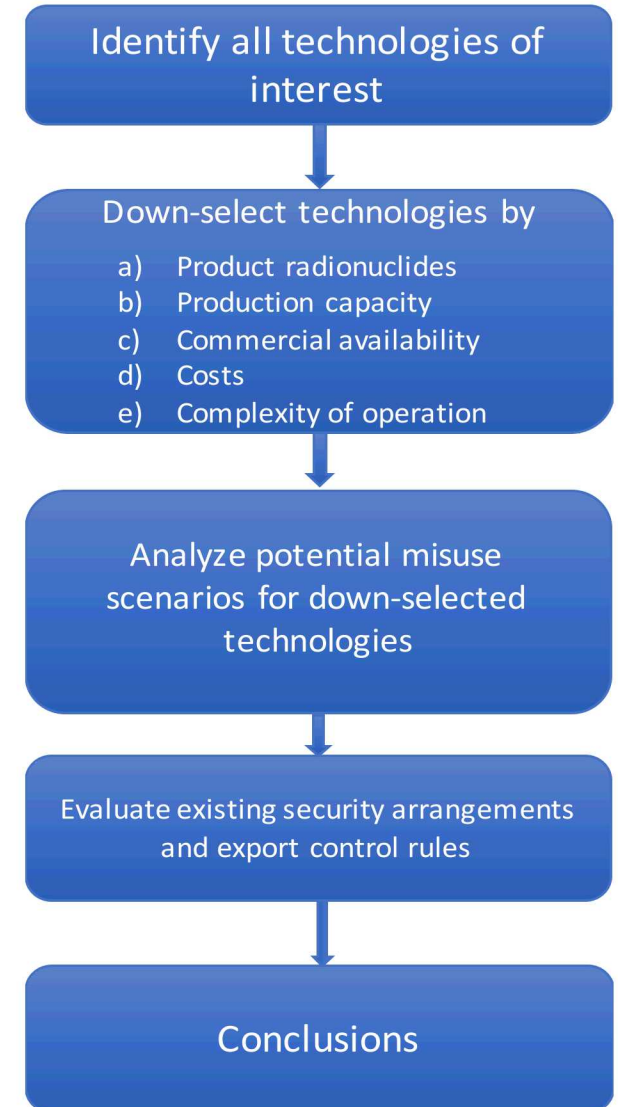 Identify all technologies of
interest
Down-select technologies by
a) Product radionuclides
b) Production capacity
c) Commercial availability
d) Costs
e) Complexity of operation
Analyze potential misuse
scenarios for down-selected
technologies
Evaluate existing security arrangements
and export control rules
Conclusions